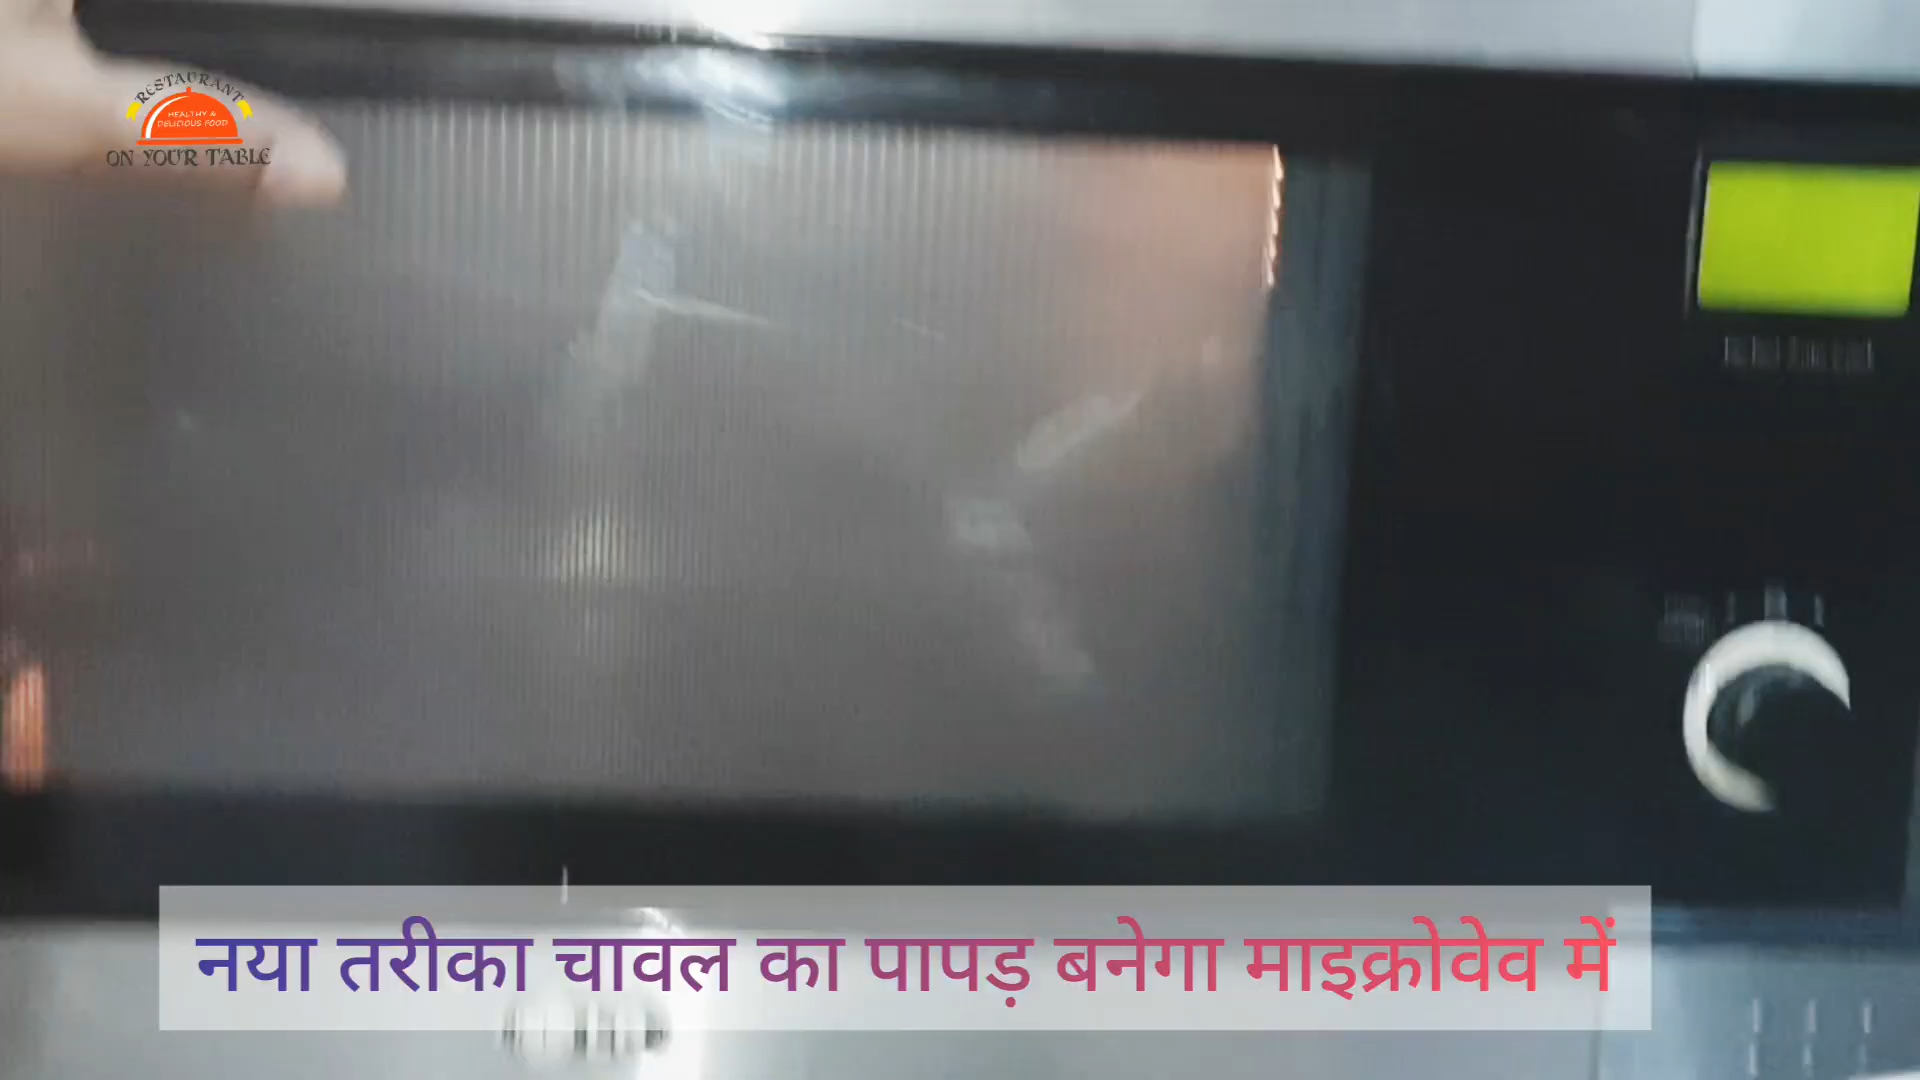 RESTAURANT
HEALTHY &
DELICIOUS FOOD
ON YOUR TABLE
नया तरीका चावल का पापड़ बनेगा माइक्रोवेव में